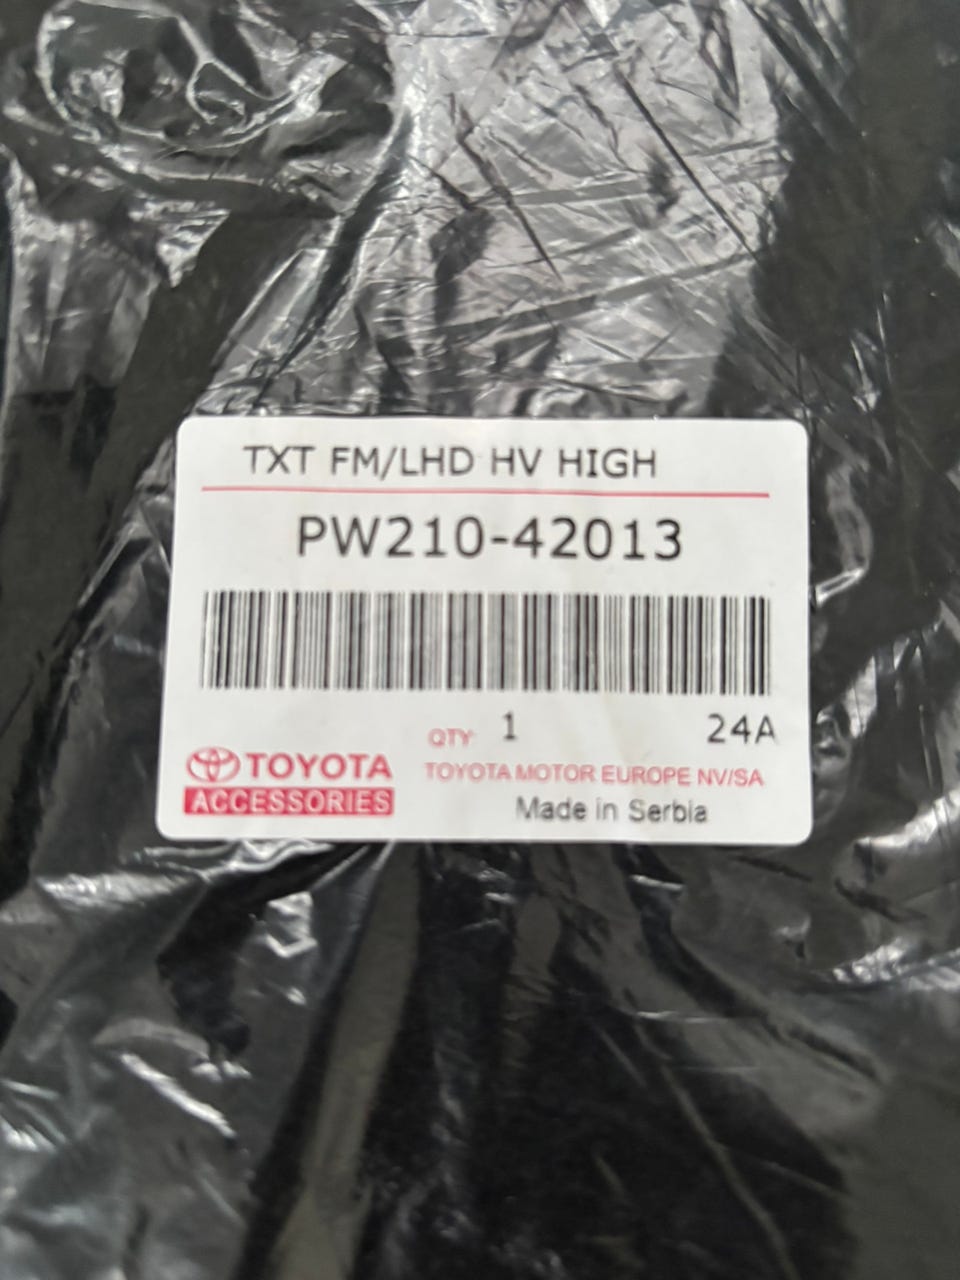 TXT FM/LHD HV HIGH
PW210-42013
QTY 1 24A
TOYOTA
ACCESSORIES
TOYOTA MOTOR EUROPE NV/SA
Made in Serbia